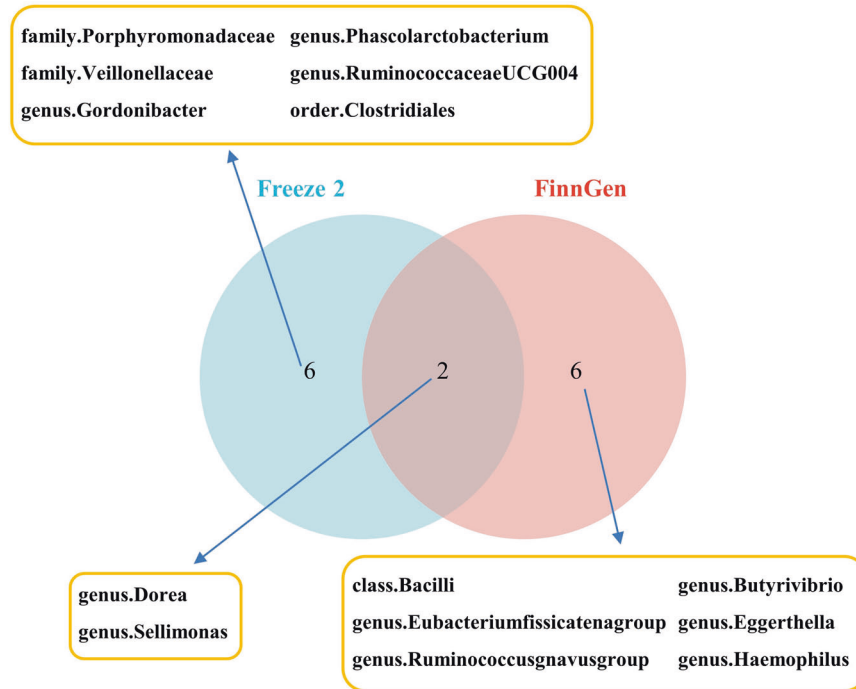 family.Porphyromonadaceae genus.Phascolarctobacterium
family.Veillonellaceae genus.RuminococcaceaeUCG004
genus.Gordonibacter order.Clostridiales
Freeze 2 FinnGen
6 2 6
genus.Dorea
genus.Sellimonas
class.Bacilli genus.Butyrivibrio
genus.Eubacteriumfissicatenagroup genus.Eggerthella
genus.Ruminococcusgnavusgroup genus.Haemophilus